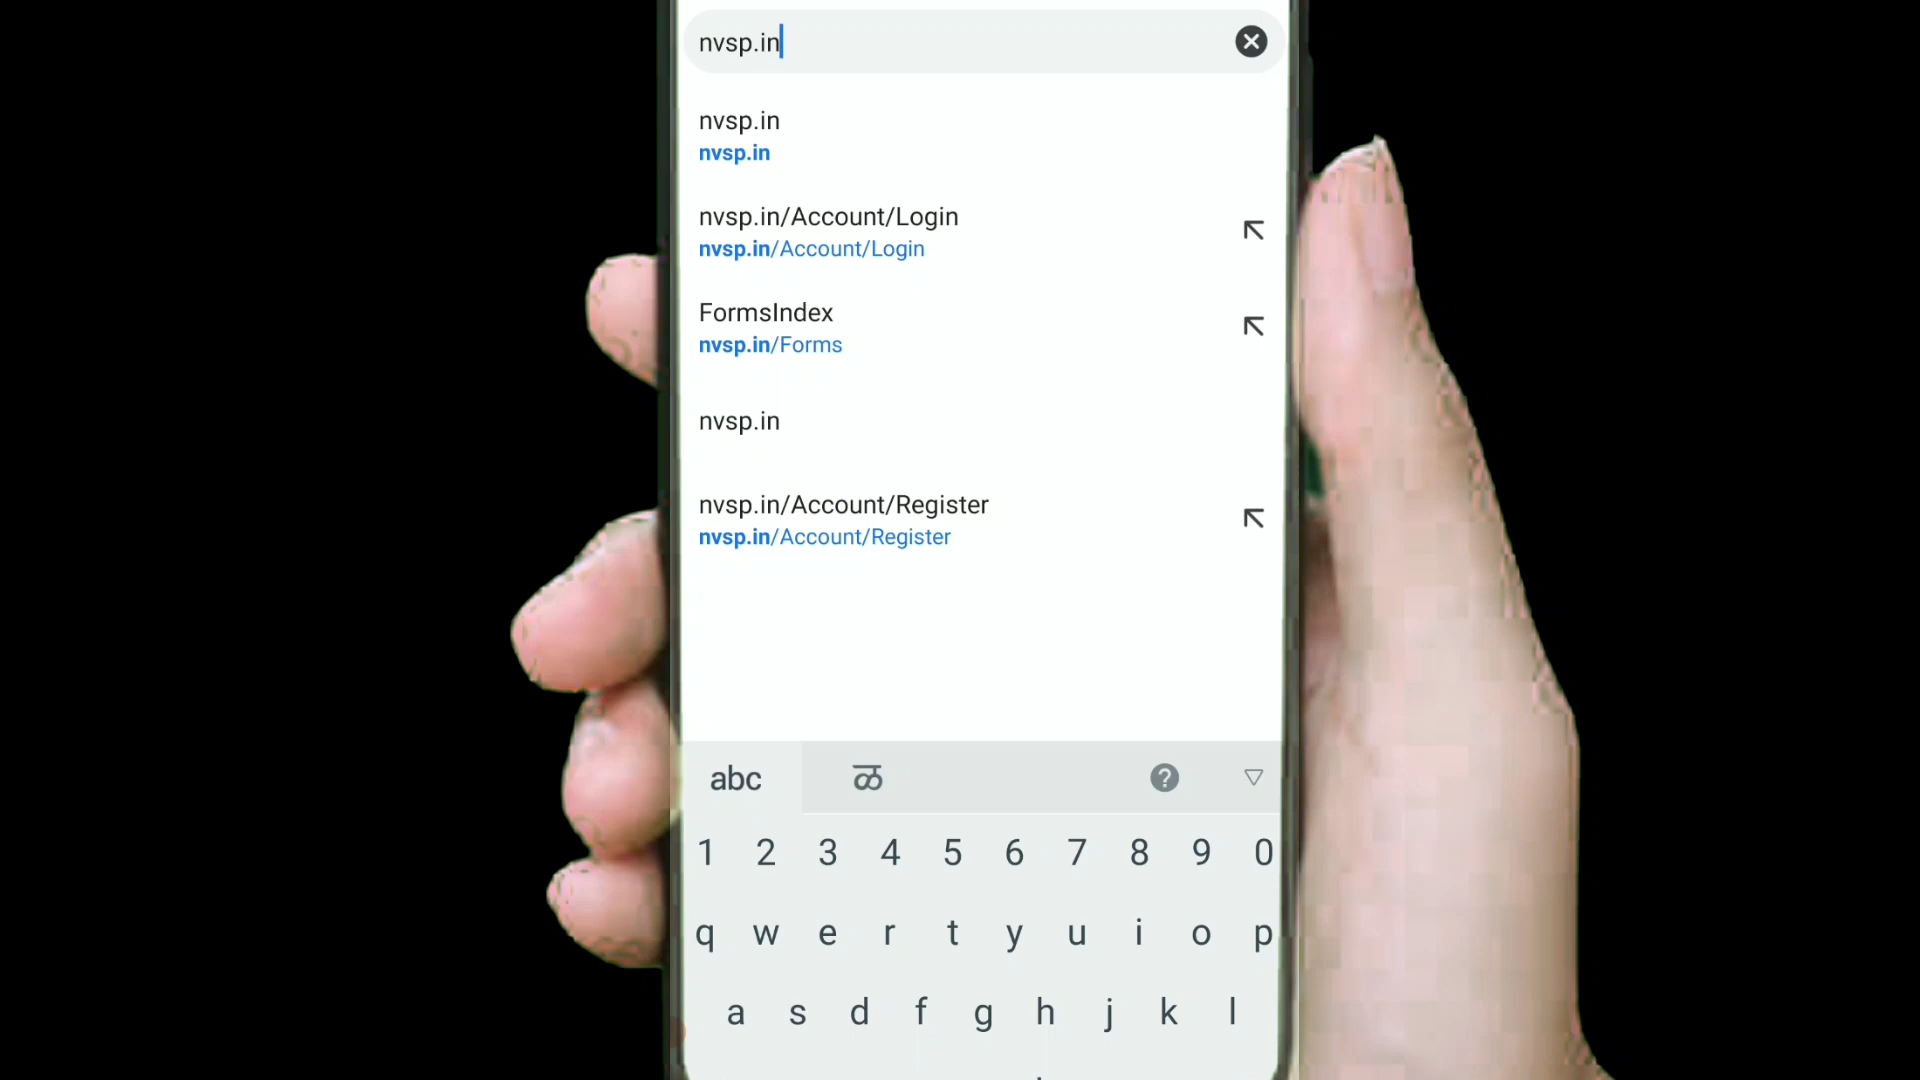 nvsp.in
nvsp.in
nvsp.in
nvsp.in/Account/Login
nvsp.in/Account/Login
FormsIndex
nvsp.in/Forms
nvsp.in
nvsp.in/Account/Register
nvsp.in/Account/Register
abc ळ ?
1 2 3 4 5 6 7 8 9 0
q w e r t y u i o p
a s d f g h j k l